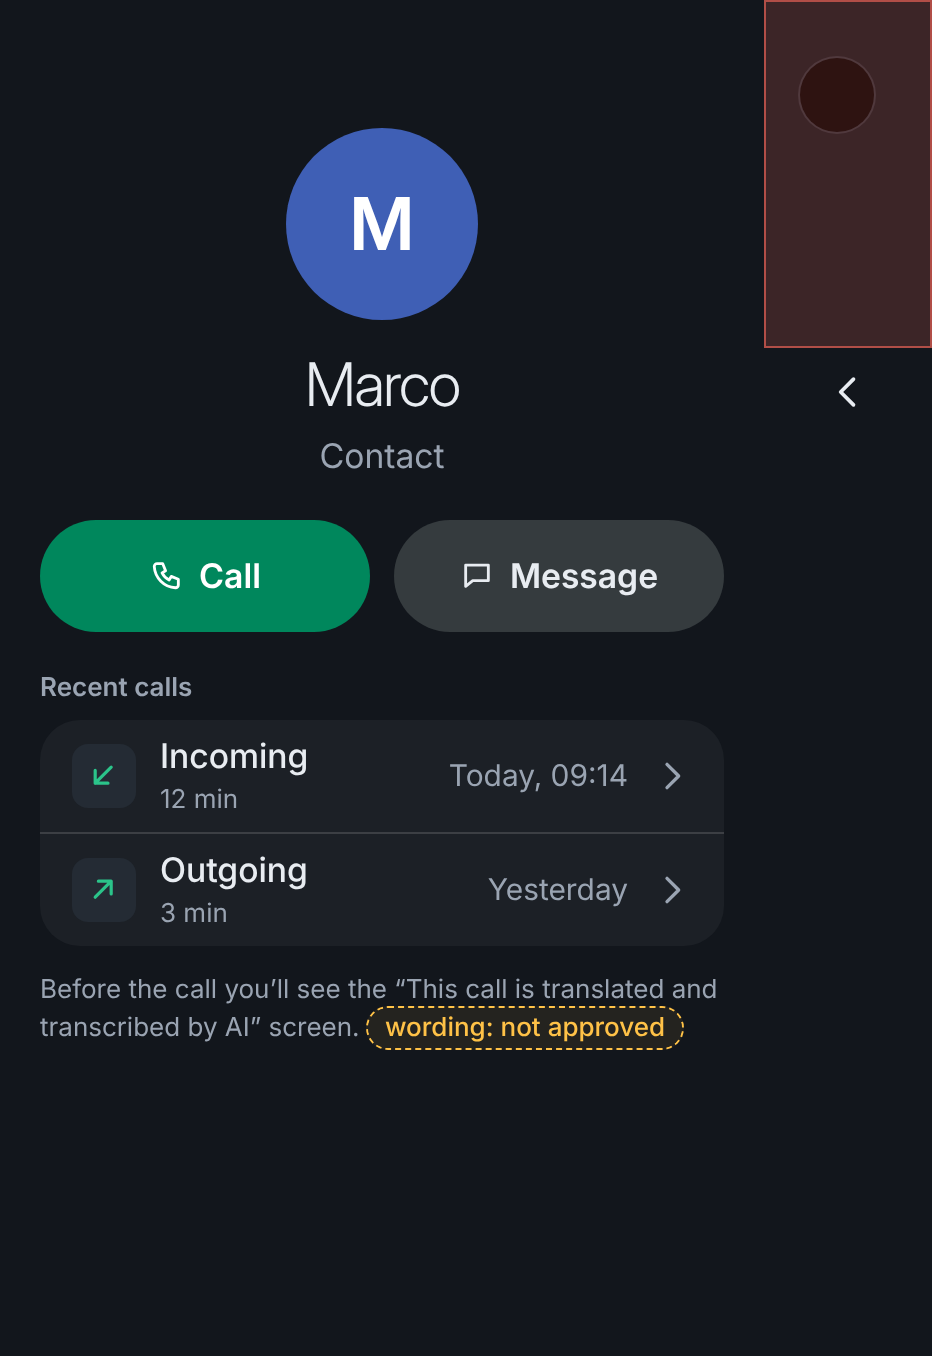 M
Marco
Contact
Call
Message
Recent calls
Incoming
12 min
Today, 09:14
Outgoing
3 min
Yesterday
Before the call you’ll see the “This call is translated and
transcribed by AI” screen. wording: not approved